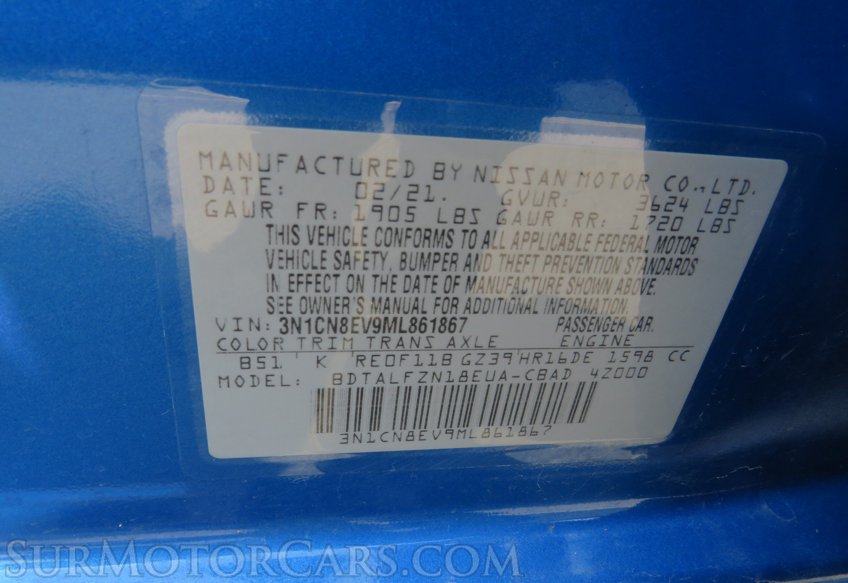 MANUFACTURED BY NISSAN MOTOR CO.,LTD.
DATE: 02/21. GVWR: 3624 LBS
GAWR FR: 1905 LBS GAWR RR: 1720 LBS
THIS VEHICLE CONFORMS TO ALL APPLICABLE FEDERAL MOTOR
VEHICLE SAFETY, BUMPER AND THEFT PREVENTION STANDARDS
IN EFFECT ON THE DATE OF MANUFACTURE SHOWN ABOVE.
SEE OWNER'S MANUAL FOR ADDITIONAL INFORMATION.
VIN: 3N1CN8EV9ML861867 PASSENGER CAR.
COLOR TRIM TRANS AXLE ENGINE
B51 K RE0F11B GZ39 HR16DE 1598 CC
MODEL: BDTALFZN18EUA-CBAD 42000
3N1CN8EV9ML861867
SurMotorCars.com